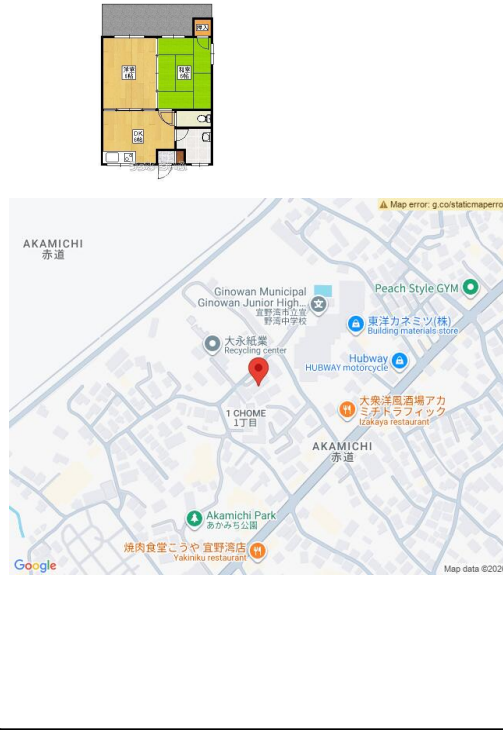 押入
洋室
6帖
和室
6帖
DK
6帖
Map error: g.co/staticmaperro
AKAMICHI
赤道
Ginowan Municipal
Ginowan Junior High...
宜野湾市立宜
野湾中学校
Peach Style GYM
東洋カネミツ(株)
Building materials store
大永紙業
Recycling center
Hubway
HUBWAY motorcycle
1 CHOME
1丁目
大衆洋風酒場アカ
ミチトラフィック
Izakaya restaurant
AKAMICHI
赤道
Akamichi Park
あかみち公園
焼肉食堂こうや 宜野湾店
Yakiniku restaurant
Google
Map data ©2026